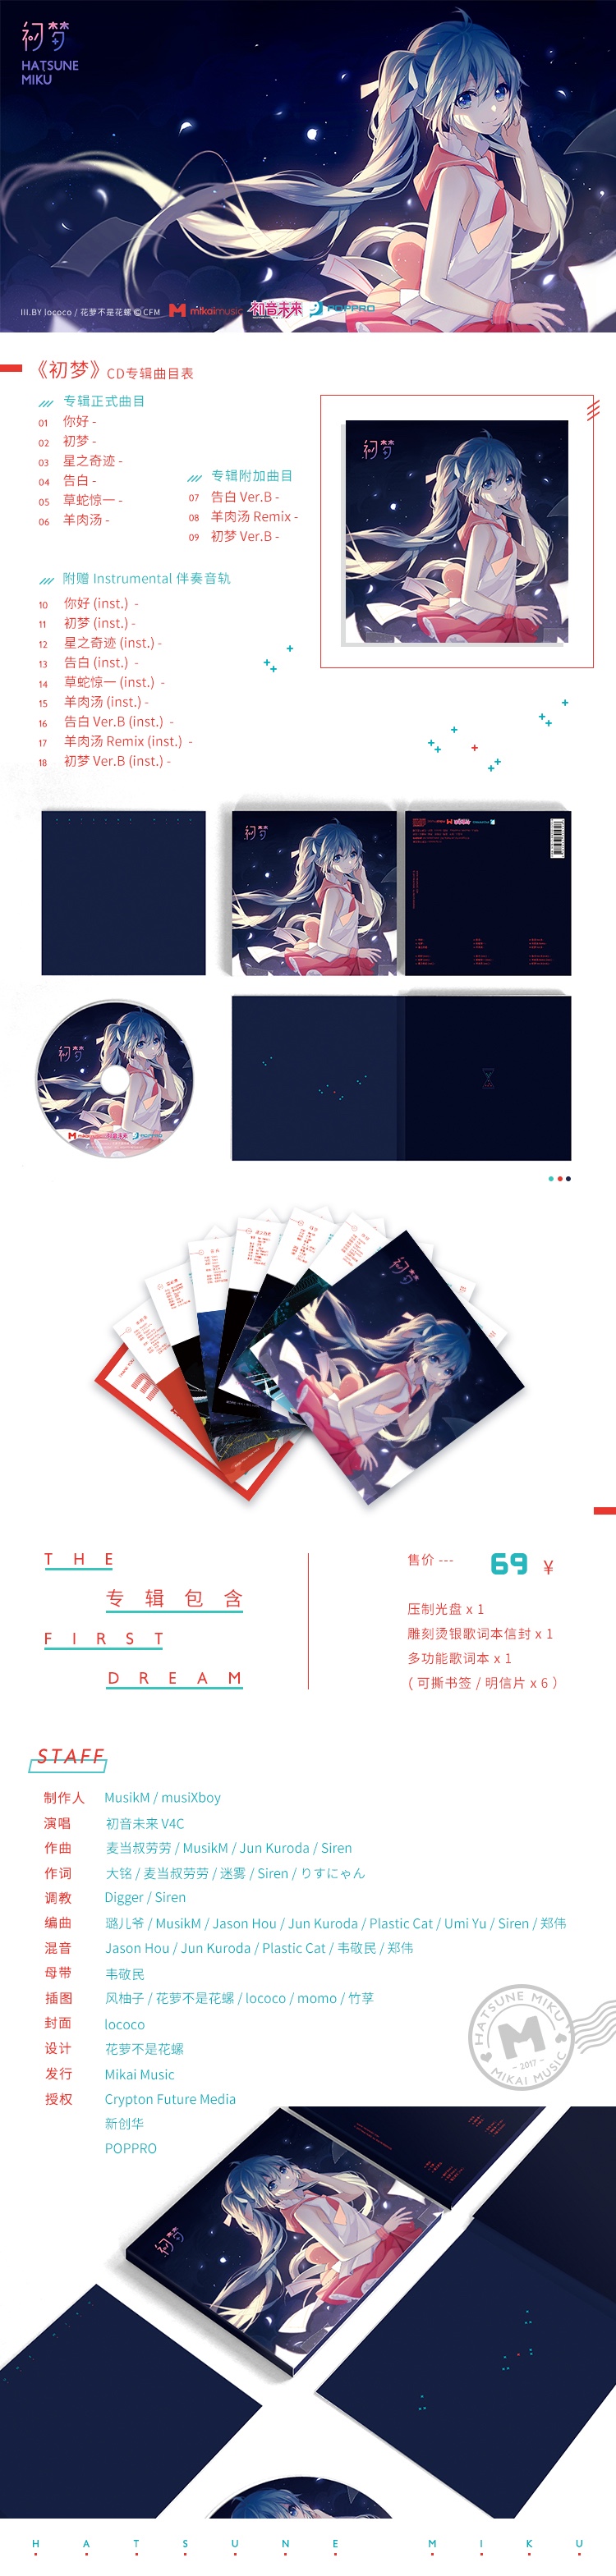 初梦
HATSUNE
MIKU
Ill.BY lococo / 花萝不是花螺 © CFM
mikaimusic
初音未來
POPPRO
《初梦》CD专辑曲目表
专辑正式曲目
01 你好 -
02 初梦 -
03 星之奇迹 -
04 告白 -
05 草蛇惊一 -
06 羊肉汤 -
专辑附加曲目
07 告白 Ver.B -
08 羊肉汤 Remix -
09 初梦 Ver.B -
初梦
附赠 Instrumental 伴奏音轨
10 你好 (inst.) -
11 初梦 (inst.) -
12 星之奇迹 (inst.) -
13 告白 (inst.) -
14 草蛇惊一 (inst.) -
15 羊肉汤 (inst.) -
16 告白 Ver.B (inst.) -
17 羊肉汤 Remix (inst.) -
18 初梦 Ver.B (inst.) -
初梦
初梦
初梦
THE
专辑包含
FIRST
DREAM
售价 --- 69 ¥
压制光盘 x 1
雕刻烫银歌词本信封 x 1
多功能歌词本 x 1
( 可撕书签 / 明信片 x 6 )
STAFF
制作人 MusikM / musiXboy
演唱 初音未来 V4C
作曲 麦当叔劳劳 / MusikM / Jun Kuroda / Siren
作词 大铭 / 麦当叔劳劳 / 迷雾 / Siren / りすにゃん
调教 Digger / Siren
编曲 璐儿爷 / MusikM / Jason Hou / Jun Kuroda / Plastic Cat / Umi Yu / Siren / 郑伟
混音 Jason Hou / Jun Kuroda / Plastic Cat / 韦敬民 / 郑伟
母带 韦敬民
插图 风柚子 / 花萝不是花螺 / lococo / momo / 竹莩
封面 lococo
设计 花萝不是花螺
发行 Mikai Music
授权 Crypton Future Media
新创华
POPPRO
HATSUNE MIKU
M
- 2017 -
MIKAI MUSIC
初梦
HATSUNE MIKU